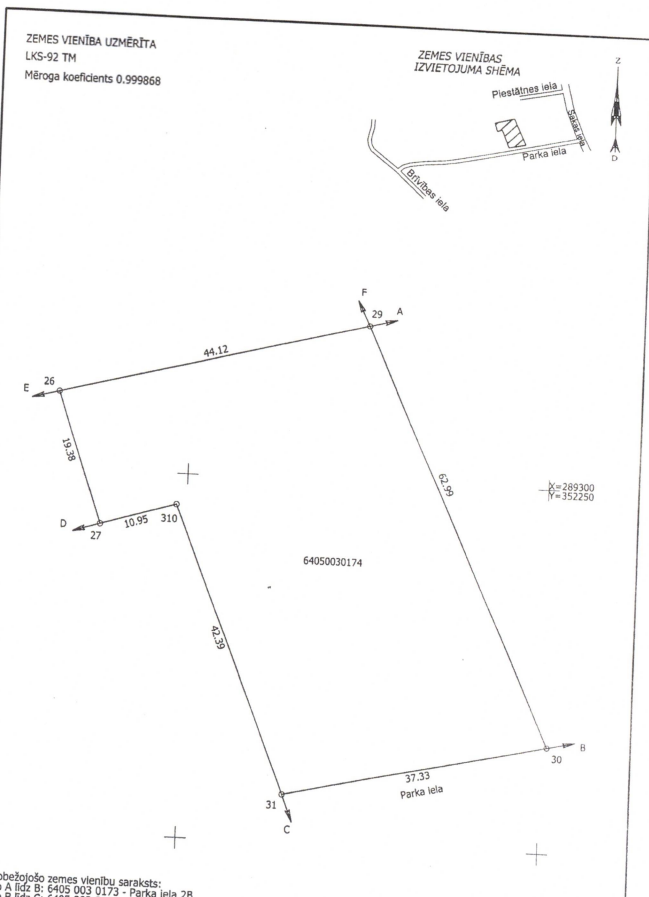 ZEMES VIENĪBA UZMĒRĪTA
LKS-92 TM
Mēroga koeficients 0.999868
ZEMES VIENĪBAS
IZVIETOJUMA SHĒMA
Z
Piestātnes iela
Sakas iela
Parka iela
Brīvības iela
D
F
29
A
44.12
26
E
19.38
62.99
X=289300
Y=352250
D
27
10.95
310
64050030174
42.39
B
30
37.33
Parka iela
31
C
obežojošo zemes vienību saraksts:
A līdz B: 6405 003 0173 - Parka iela 2B